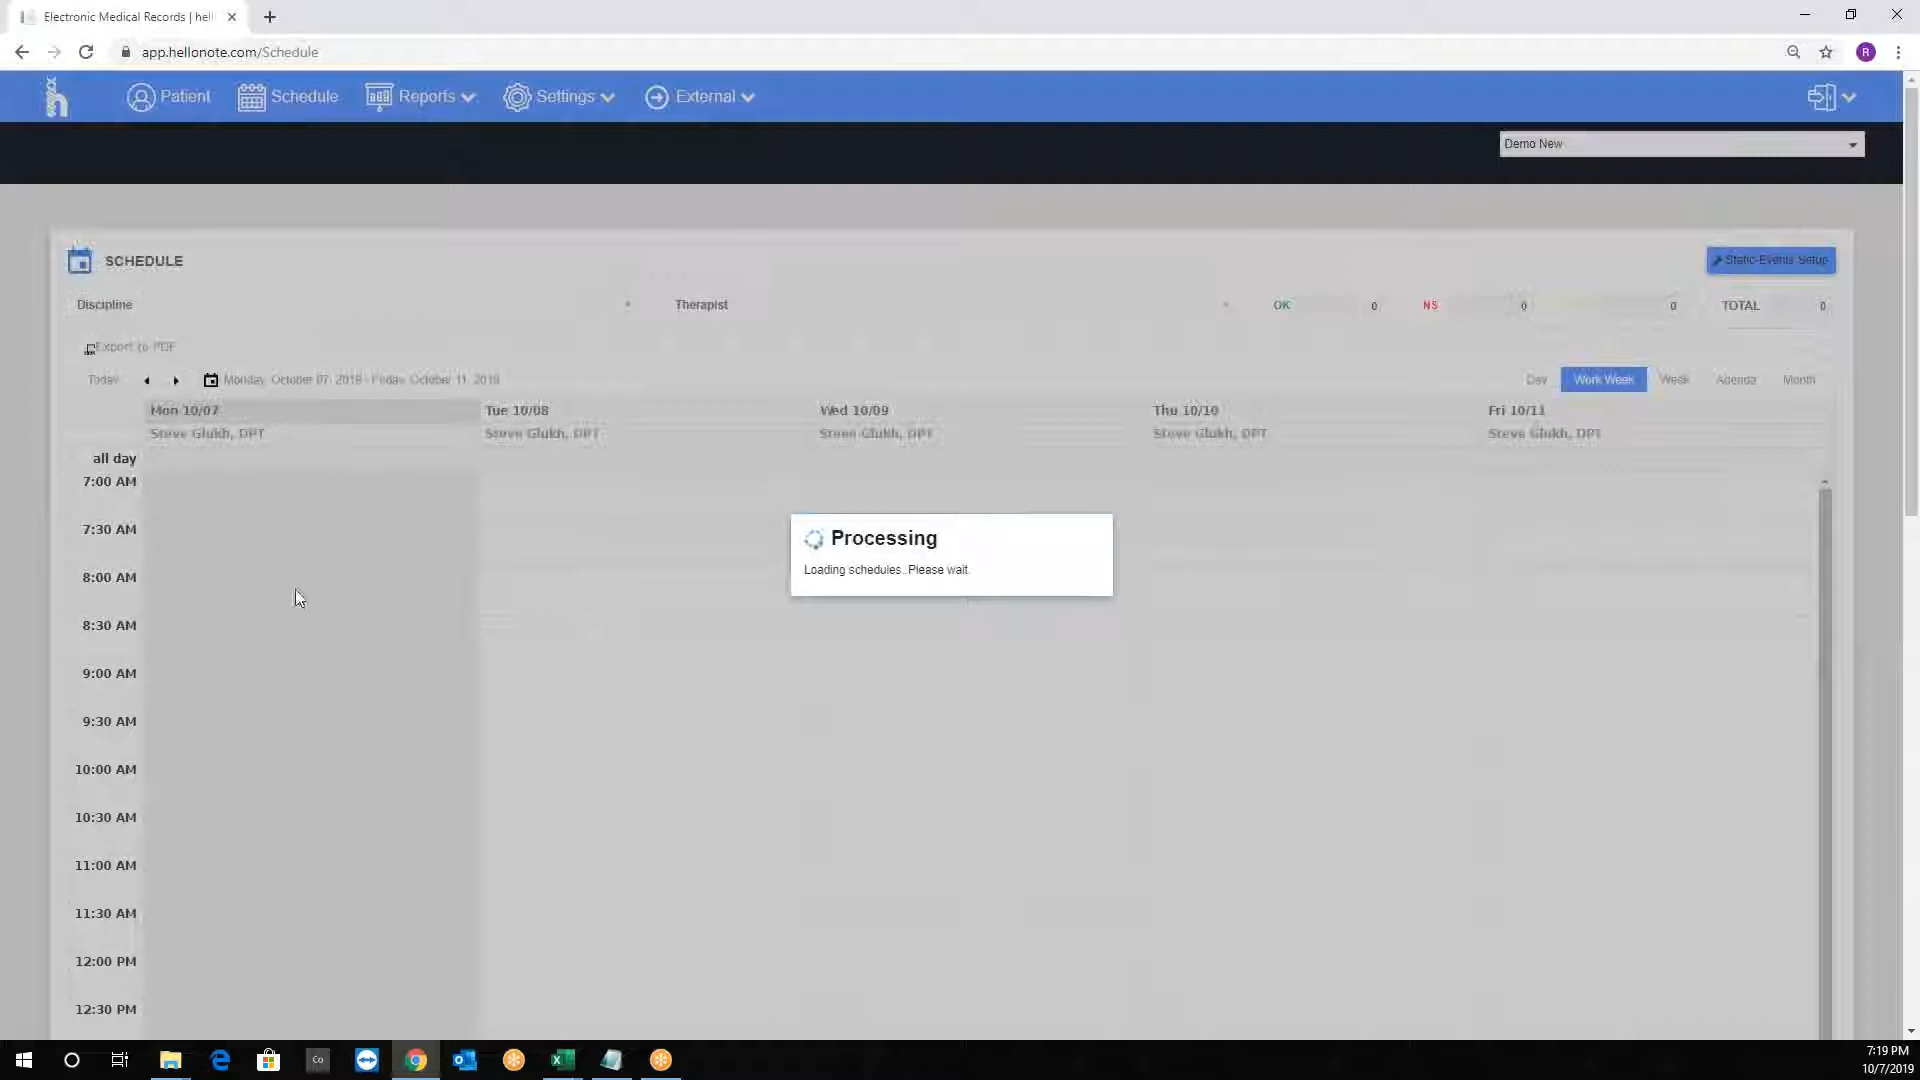 Electronic Medical Records | hell
app.hellonote.com/Schedule
R
Patient
Schedule
Reports
Settings
External
Demo New
SCHEDULE
Static-Events Setup
Discipline
Therapist
OK 0 NS 0 0 TOTAL 0
Export to PDF
Today
Monday, October 07, 2019 - Friday, October 11, 2019
Day Work Week Week Agenda Month
Mon 10/07 Tue 10/08 Wed 10/09 Thu 10/10 Fri 10/11
Steve Glukh, DPT Steve Glukh, DPT Steve Glukh, DPT Steve Glukh, DPT Steve Glukh, DPT
all day
7:00 AM
7:30 AM
Processing
Loading schedules. Please wait.
8:00 AM
8:30 AM
9:00 AM
9:30 AM
10:00 AM
10:30 AM
11:00 AM
11:30 AM
12:00 PM
12:30 PM
Co
7:19 PM
10/7/2019